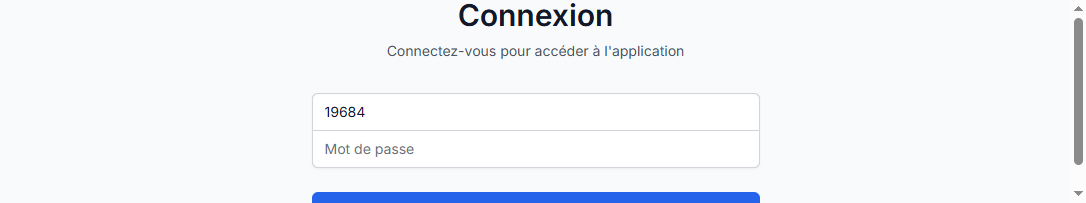 Connexion
Connectez-vous pour accéder à l'application
19684
Mot de passe